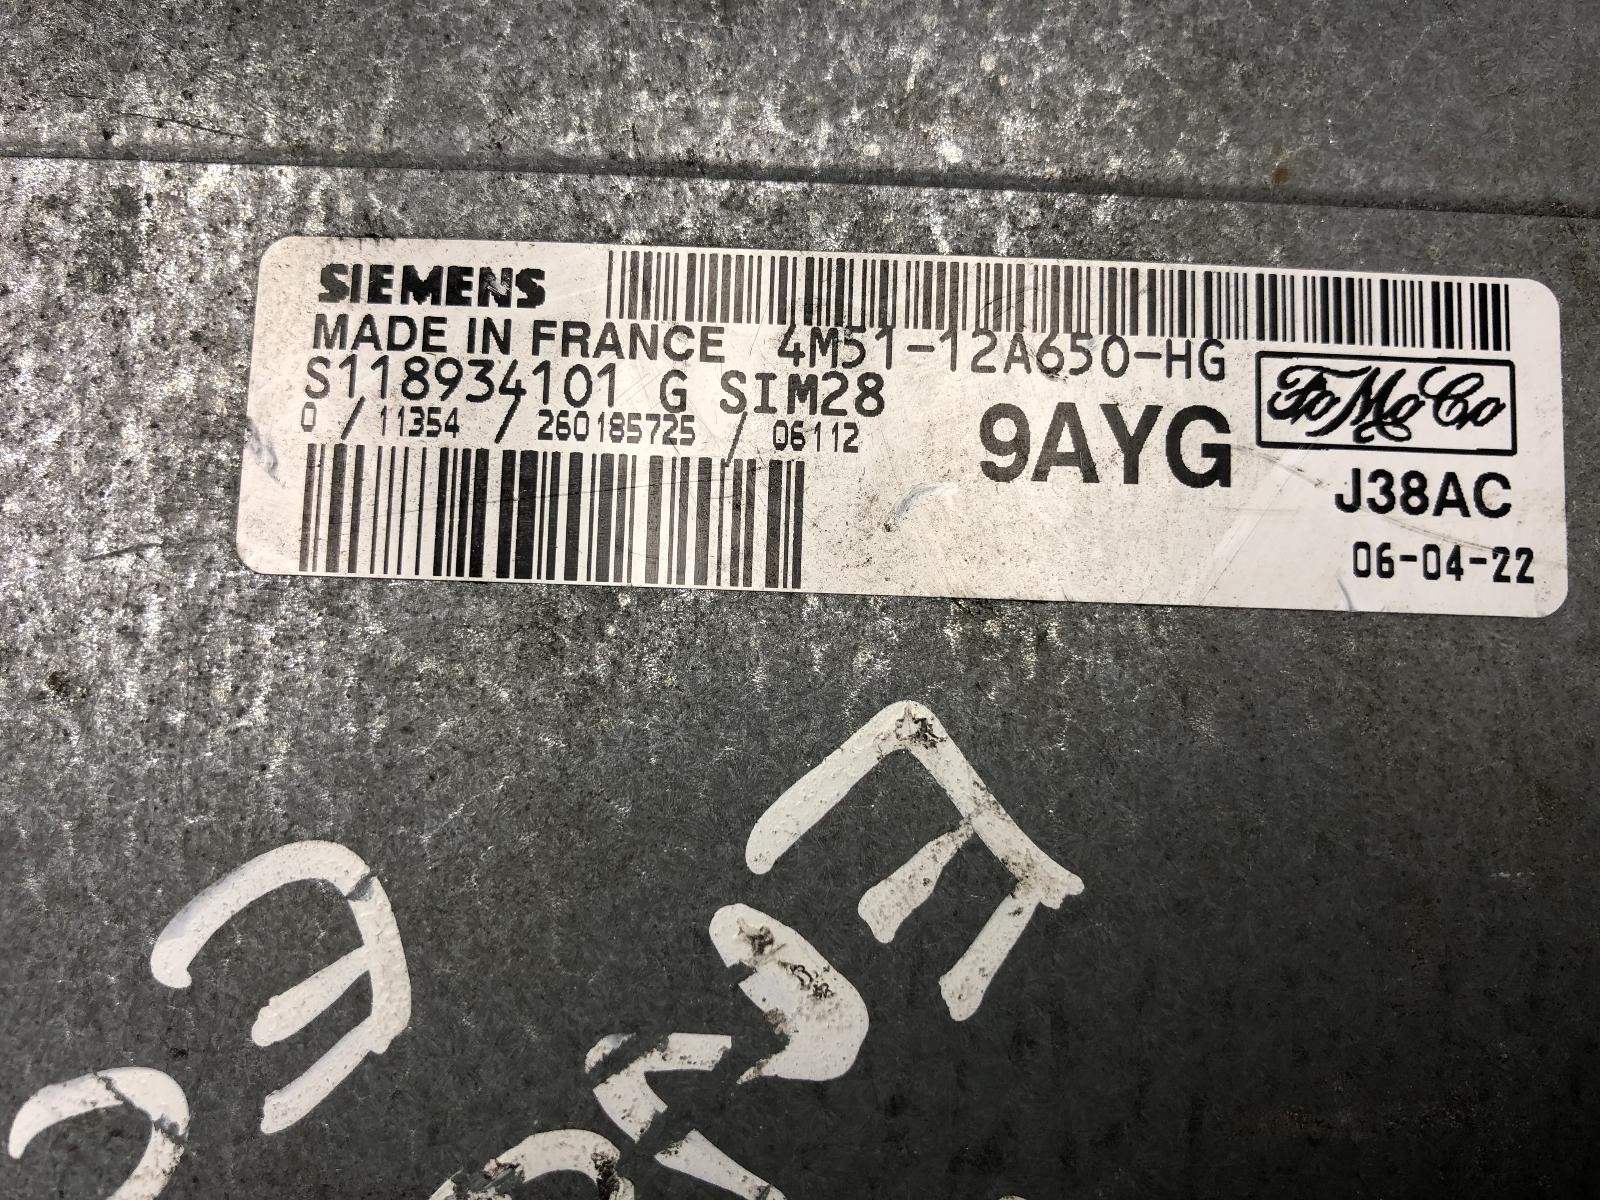 SIEMENS
MADE IN FRANCE 4M51-12A650-HG
S118934101 G SIM28
FoMoCo
0 / 11354 / 260185725 / 06112
9AYG
J38AC
06-04-22